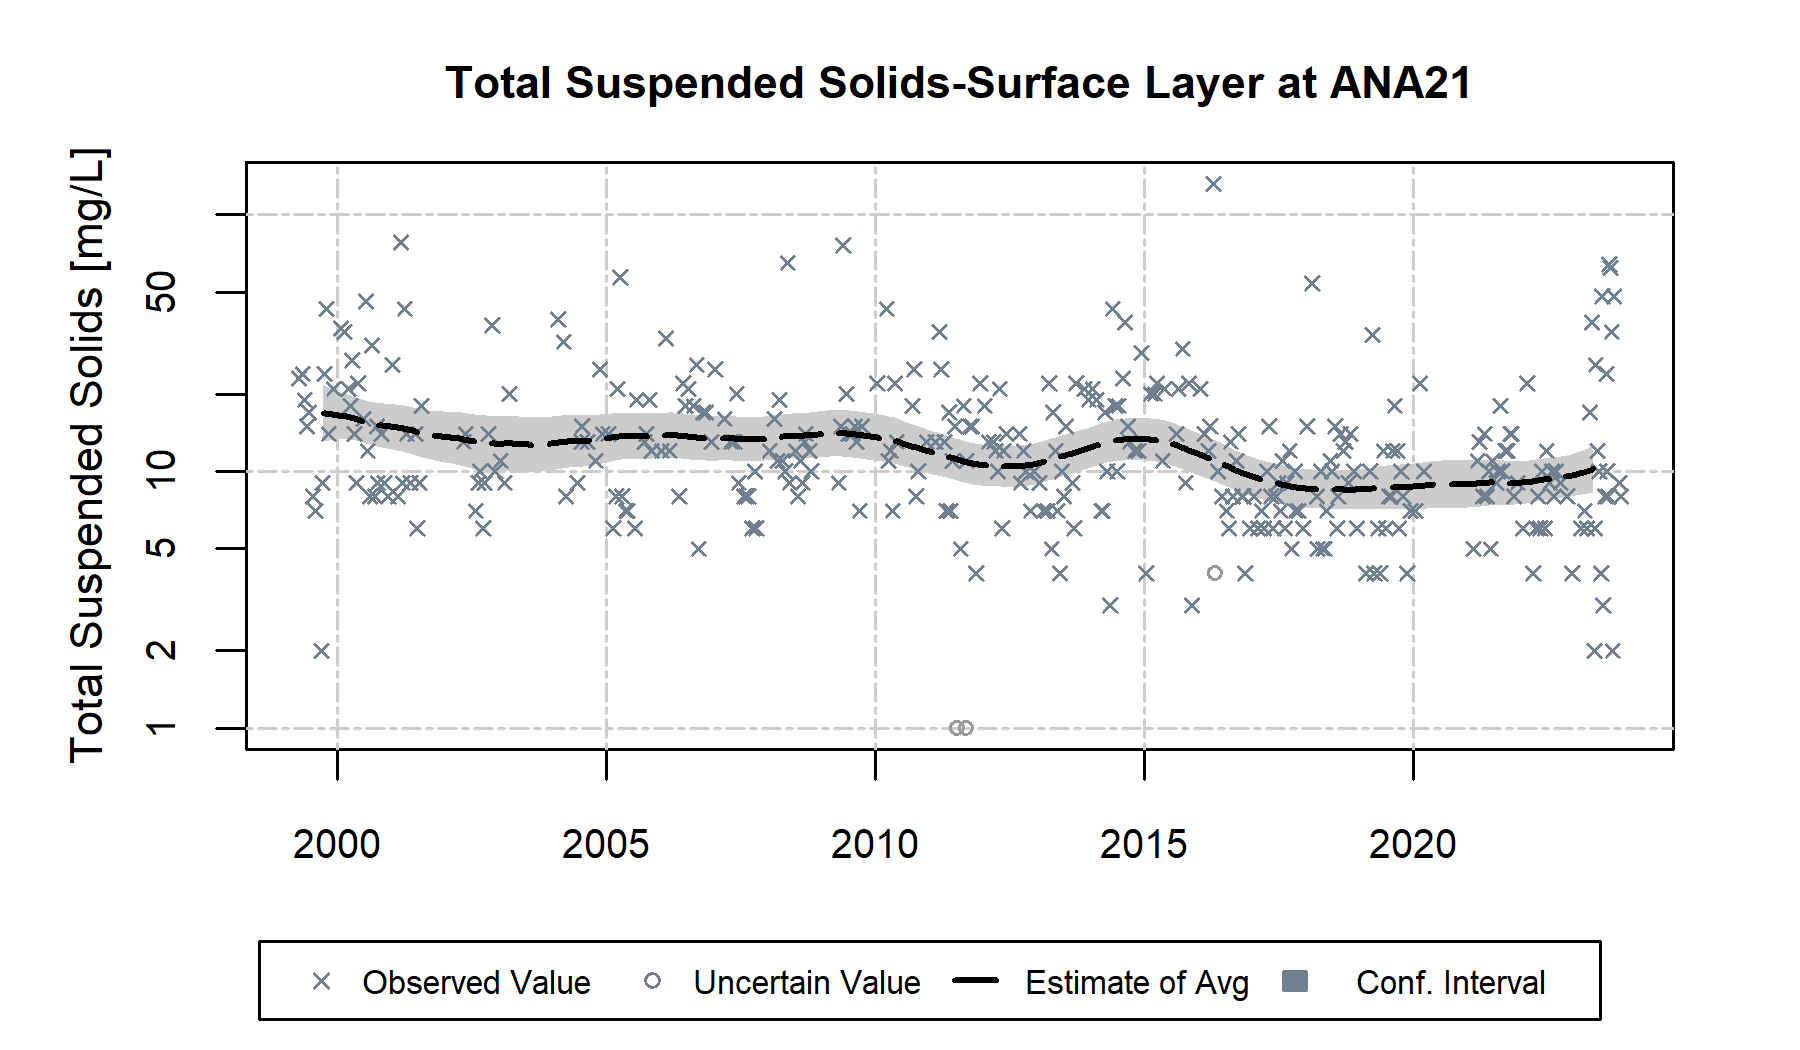 Total Suspended Solids-Surface Layer at ANA21
Total Suspended Solids [mg/L]
50
10
5
2
1
2000 2005 2010 2015 2020
Observed Value Uncertain Value Estimate of Avg Conf. Interval